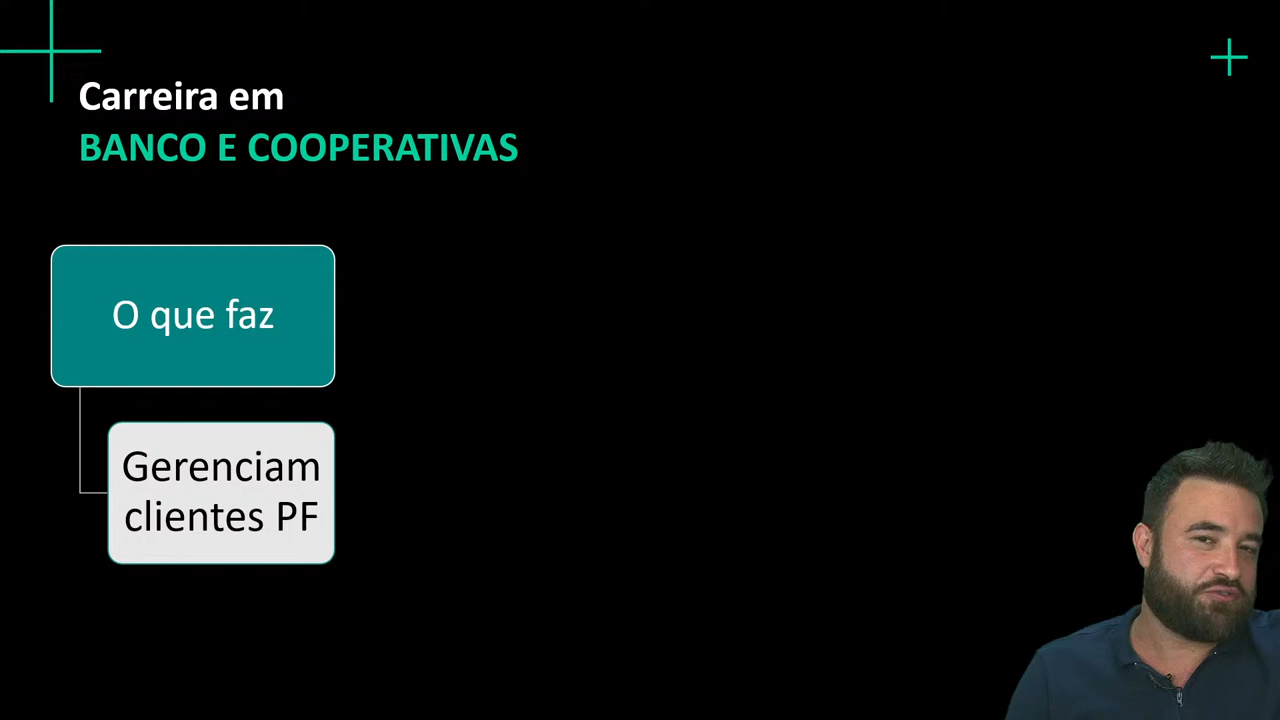 Carreira em
BANCO E COOPERATIVAS
O que faz
Gerenciam
clientes PF